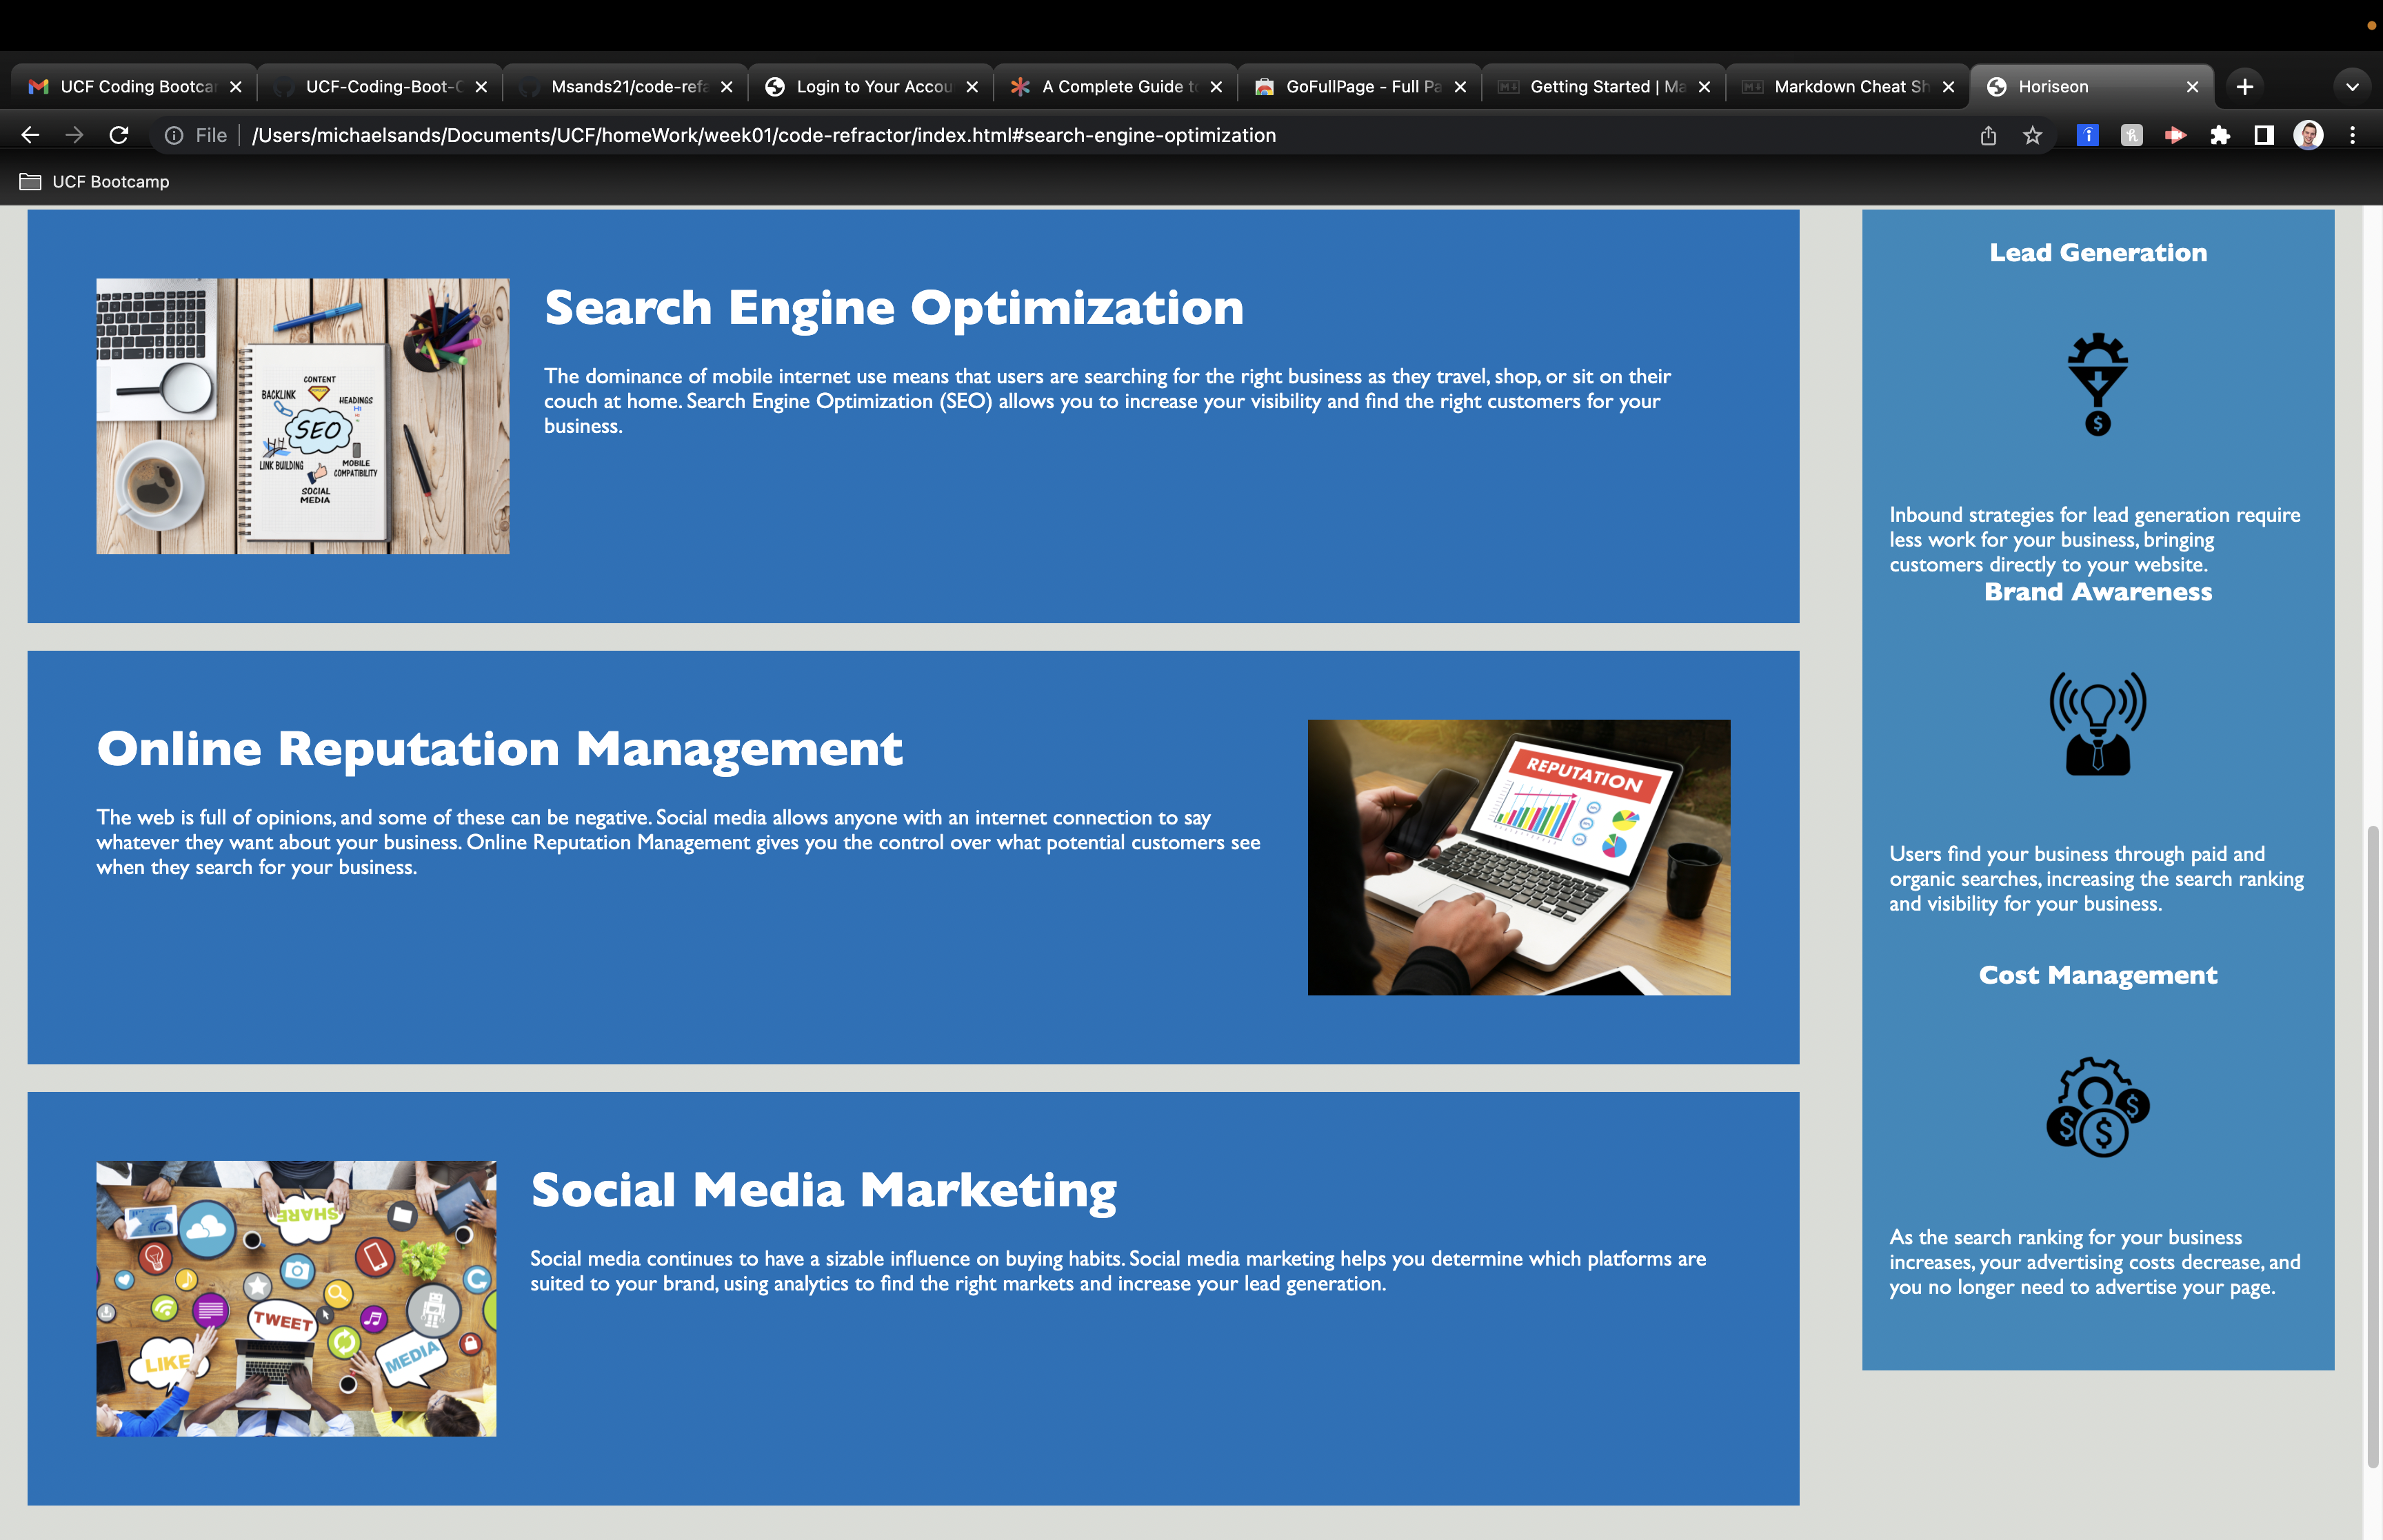 UCF Coding Bootca
UCF-Coding-Boot-C
Msands21/code-refa
Login to Your Accou
A Complete Guide to
GoFullPage - Full Pa
Getting Started | Ma
Markdown Cheat Sh
Horiseon
File
/Users/michaelsands/Documents/UCF/homeWork/week01/code-refractor/index.html#search-engine-optimization
UCF Bootcamp
CONTENT
BACKLINK
HEADINGS
H1
SEO
LINK BUILDING
MOBILE
COMPATIBILITY
SOCIAL
MEDIA
Search Engine Optimization
The dominance of mobile internet use means that users are searching for the right business as they travel, shop, or sit on their
couch at home. Search Engine Optimization (SEO) allows you to increase your visibility and find the right customers for your
business.
Online Reputation Management
The web is full of opinions, and some of these can be negative. Social media allows anyone with an internet connection to say
whatever they want about your business. Online Reputation Management gives you the control over what potential customers see
when they search for your business.
REPUTATION
SHARE
TWEET
LIKE
MEDIA
Social Media Marketing
Social media continues to have a sizable influence on buying habits. Social media marketing helps you determine which platforms are
suited to your brand, using analytics to find the right markets and increase your lead generation.
Lead Generation
$
Inbound strategies for lead generation require
less work for your business, bringing
customers directly to your website.
Brand Awareness
Users find your business through paid and
organic searches, increasing the search ranking
and visibility for your business.
Cost Management
$
$
$
As the search ranking for your business
increases, your advertising costs decrease, and
you no longer need to advertise your page.